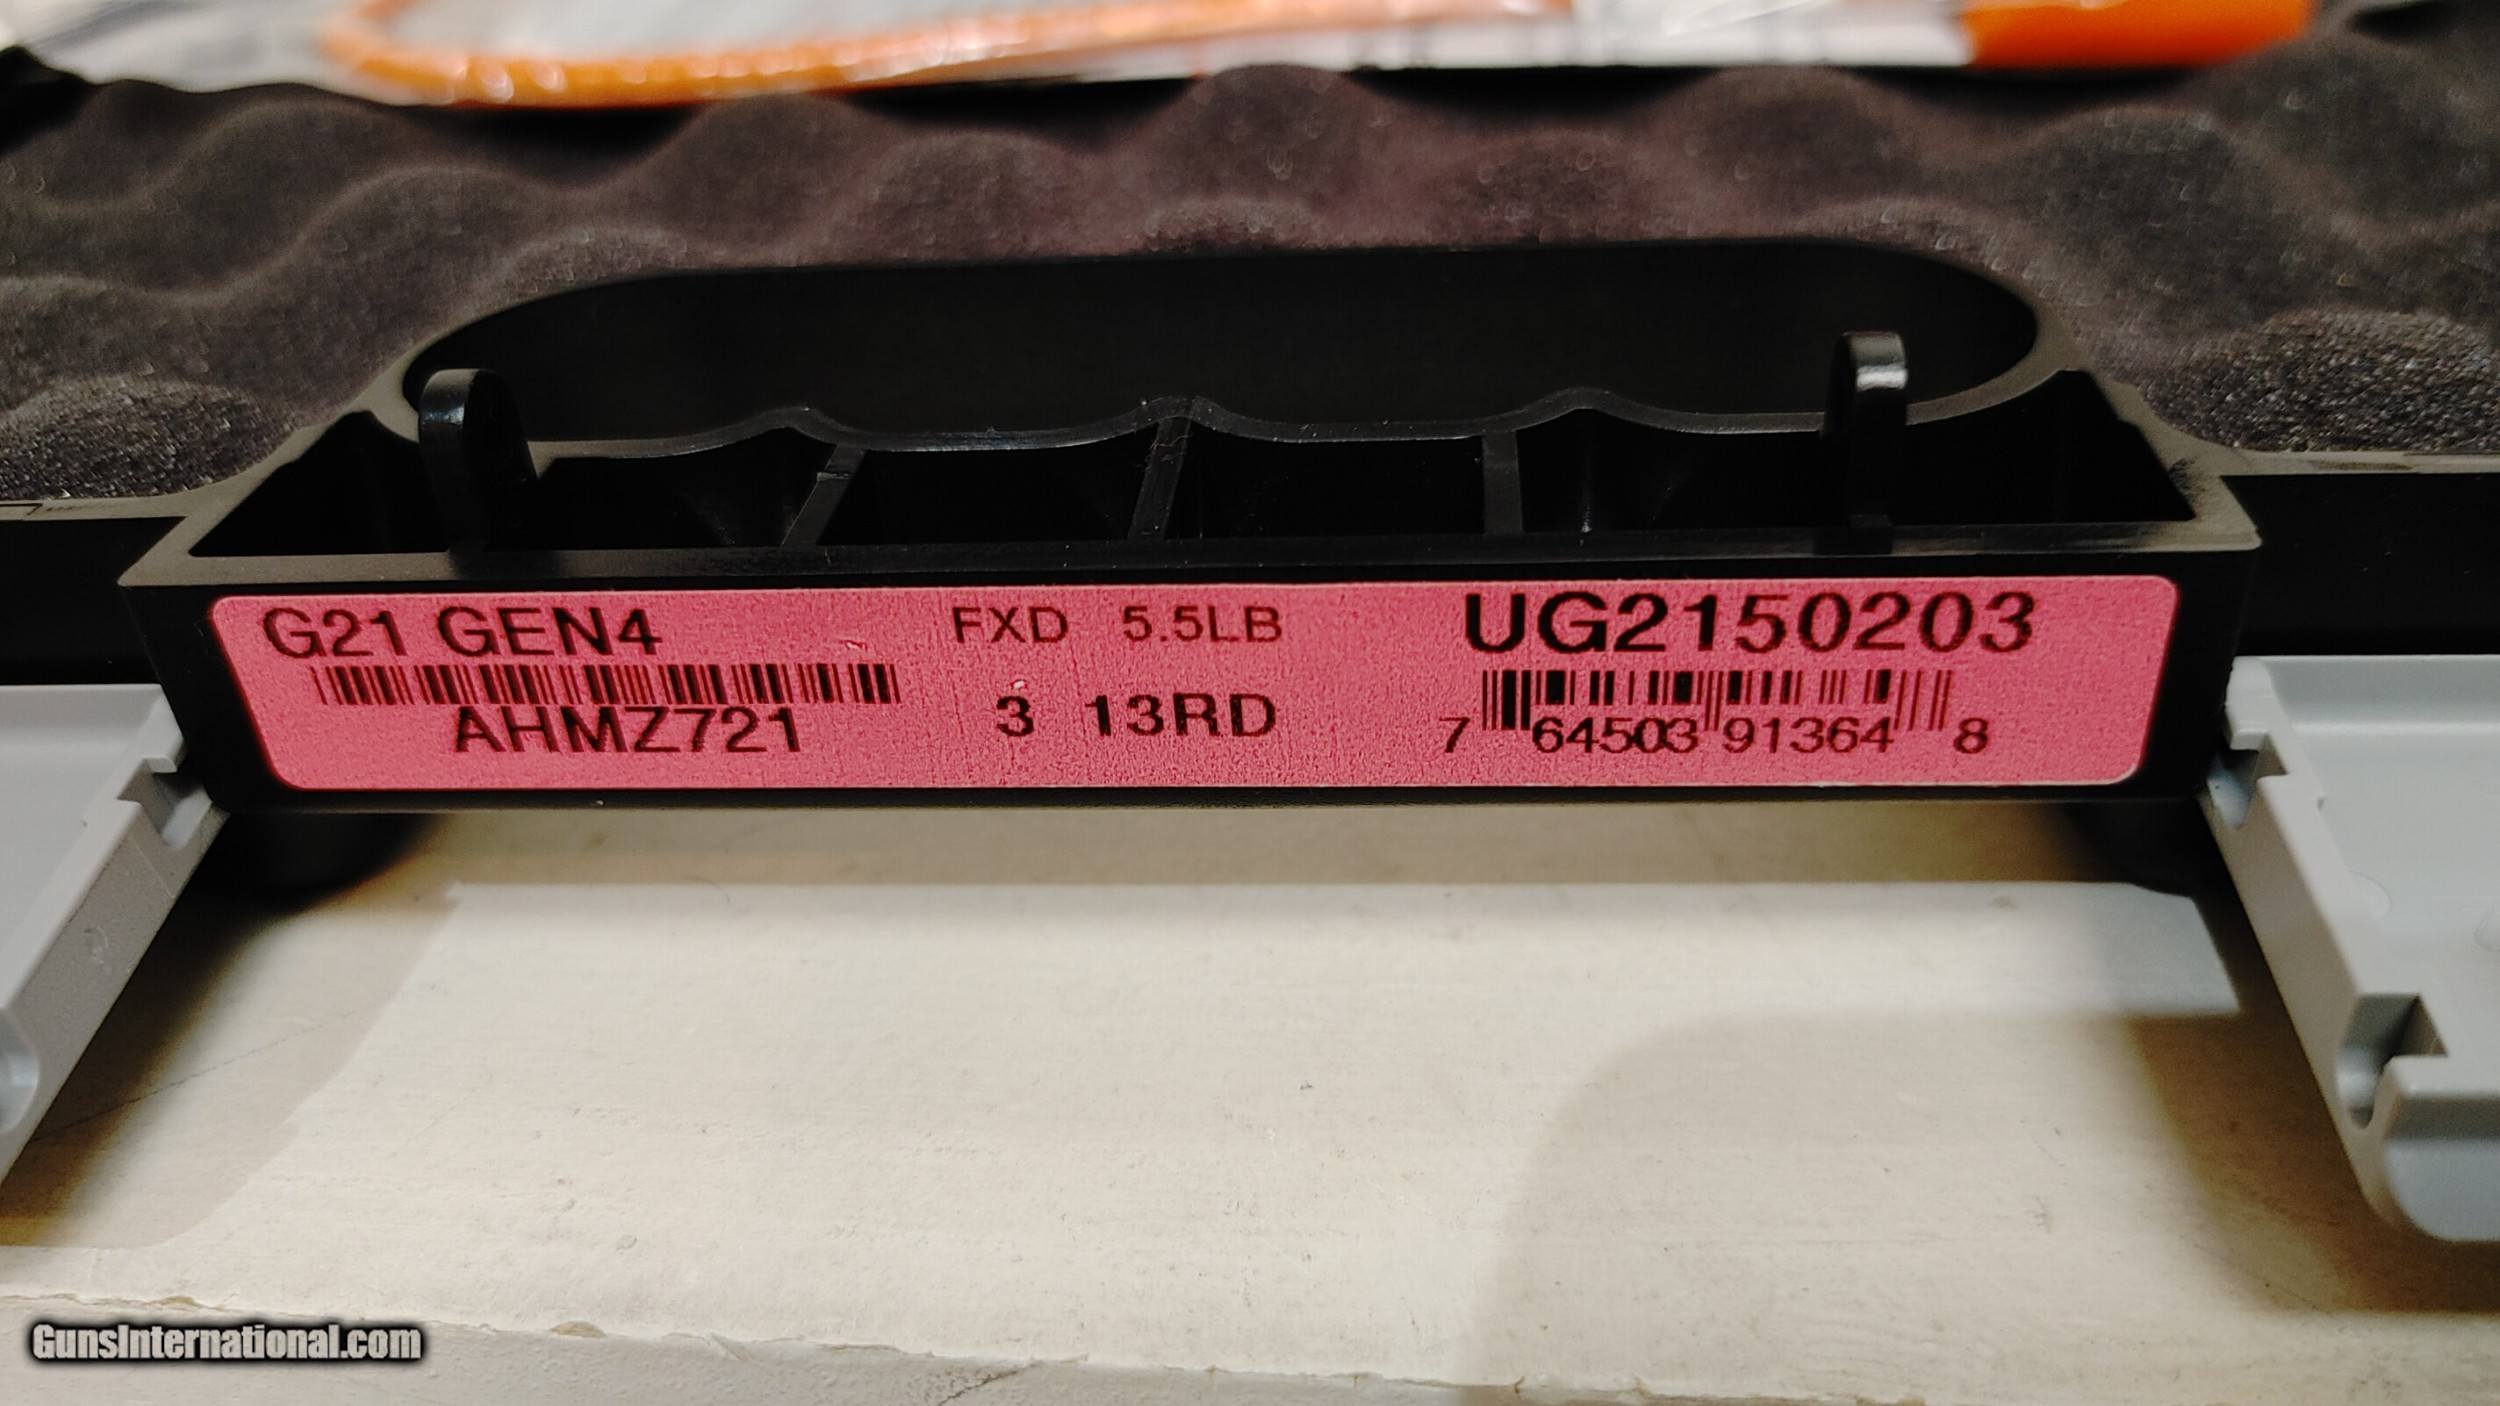 G21 GEN4
AHMZ721
FXD 5.5LB
3 13RD
UG2150203
7 64503 91364 8
GunsInternational.com